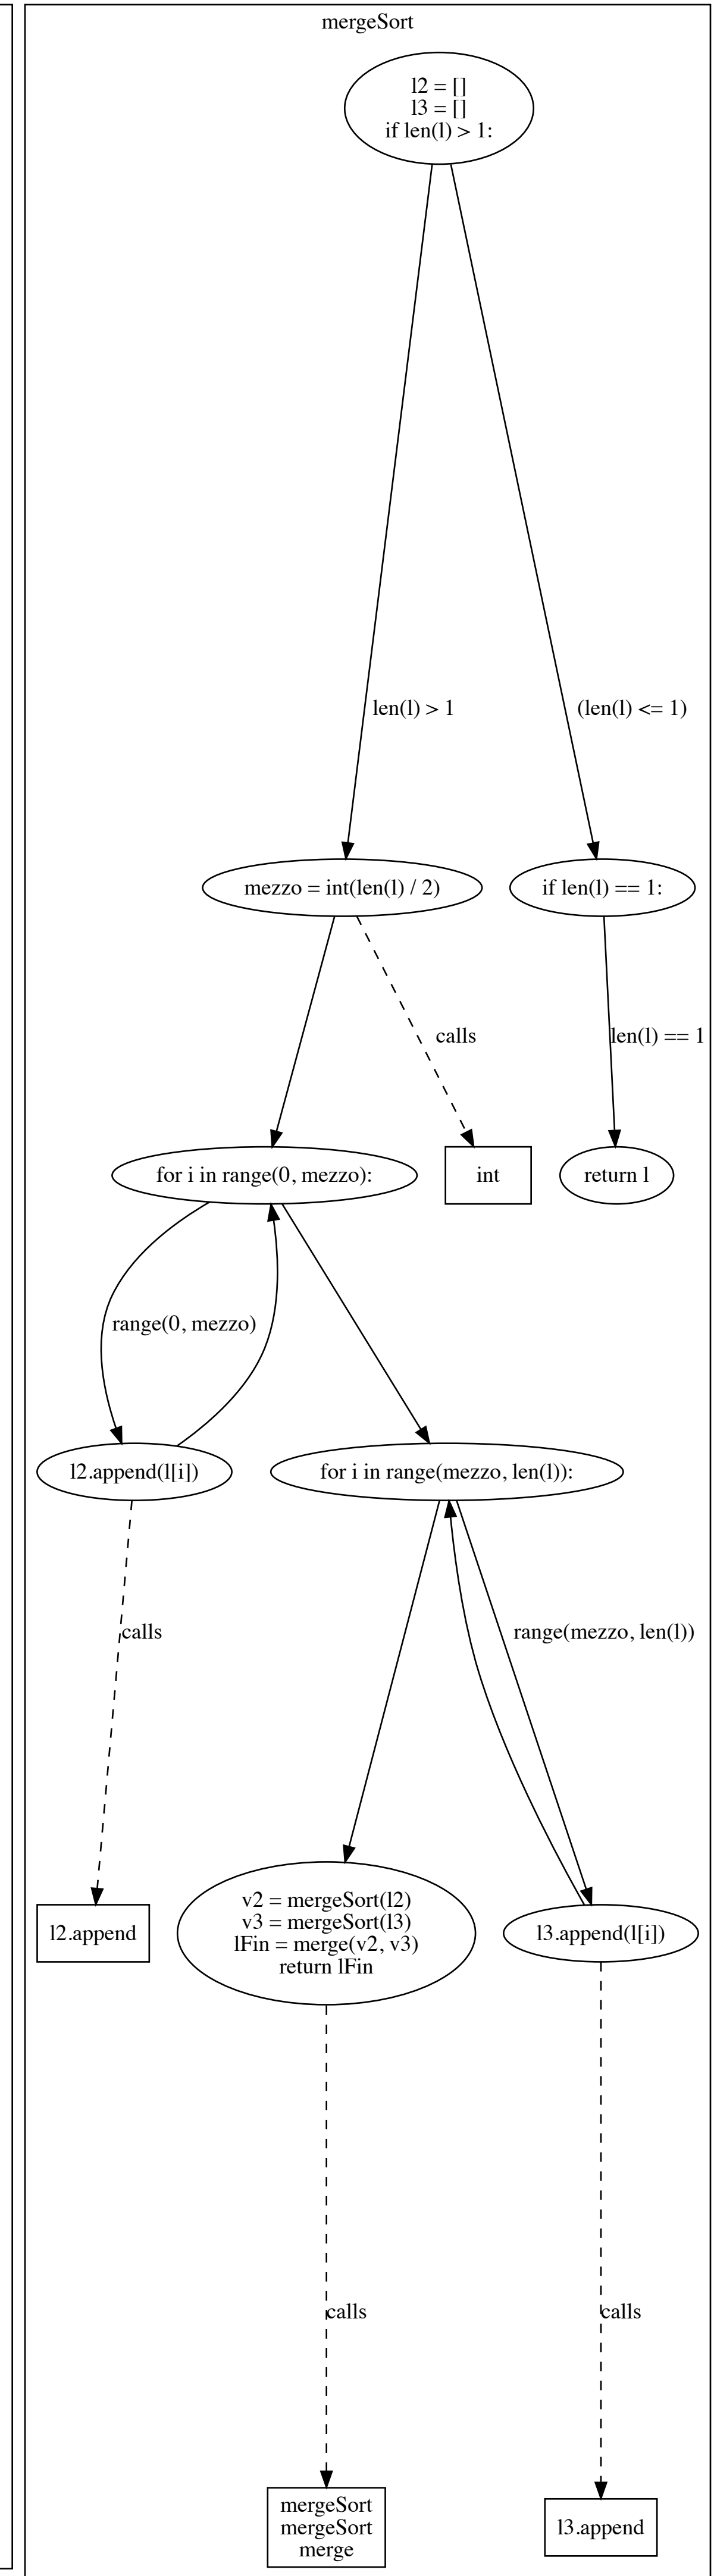 mergeSort
l2 = []
l3 = []
if len(l) > 1:
len(l) > 1
(len(l) <= 1)
mezzo = int(len(l) / 2)
if len(l) == 1:
calls
len(l) == 1
for i in range(0, mezzo):
int
return l
range(0, mezzo)
l2.append(l[i])
for i in range(mezzo, len(l)):
calls
range(mezzo, len(l))
l2.append
v2 = mergeSort(l2)
v3 = mergeSort(l3)
lFin = merge(v2, v3)
return lFin
l3.append(l[i])
calls
calls
mergeSort
mergeSort
merge
l3.append